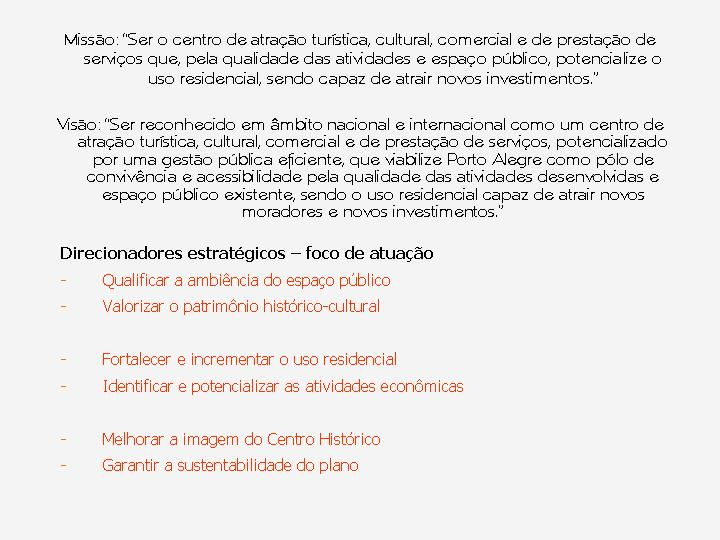 Missão: "Ser o centro de atração turística, cultural, comercial e de prestação de
serviços que, pela qualidade das atividades e espaço público, potencialize o
uso residencial, sendo capaz de atrair novos investimentos."
Visão: "Ser reconhecido em âmbito nacional e internacional como um centro de
atração turística, cultural, comercial e de prestação de serviços, potencializado
por uma gestão pública eficiente, que viabilize Porto Alegre como pólo de
convivência e acessibilidade pela qualidade das atividades desenvolvidas e
espaço público existente, sendo o uso residencial capaz de atrair novos
moradores e novos investimentos."
Direcionadores estratégicos – foco de atuação
- Qualificar a ambiência do espaço público
- Valorizar o patrimônio histórico-cultural
- Fortalecer e incrementar o uso residencial
- Identificar e potencializar as atividades econômicas
- Melhorar a imagem do Centro Histórico
- Garantir a sustentabilidade do plano